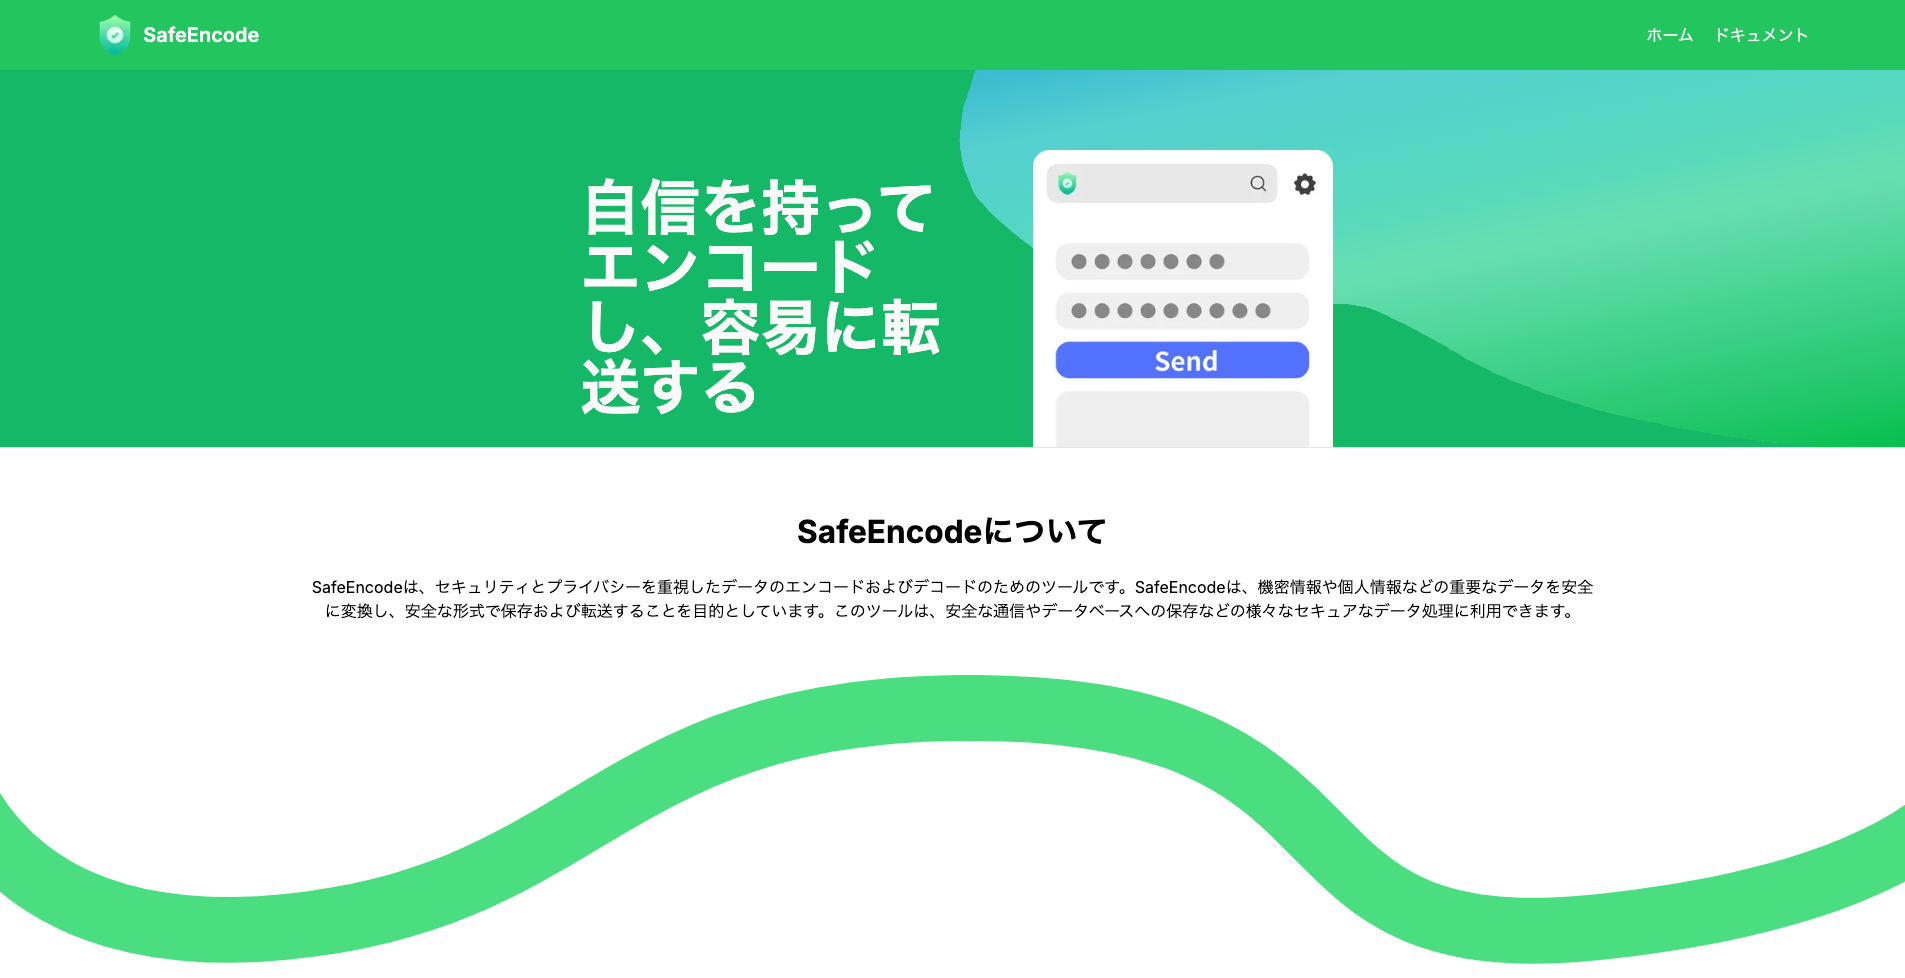 SafeEncode
ホーム ドキュメント
自信を持って
エンコード
し、容易に転
送する
Send
SafeEncodeについて
SafeEncodeは、セキュリティとプライバシーを重視したデータのエンコードおよびデコードのためのツールです。SafeEncodeは、機密情報や個人情報などの重要なデータを安全
に変換し、安全な形式で保存および転送することを目的としています。このツールは、安全な通信やデータベースへの保存などの様々なセキュアなデータ処理に利用できます。